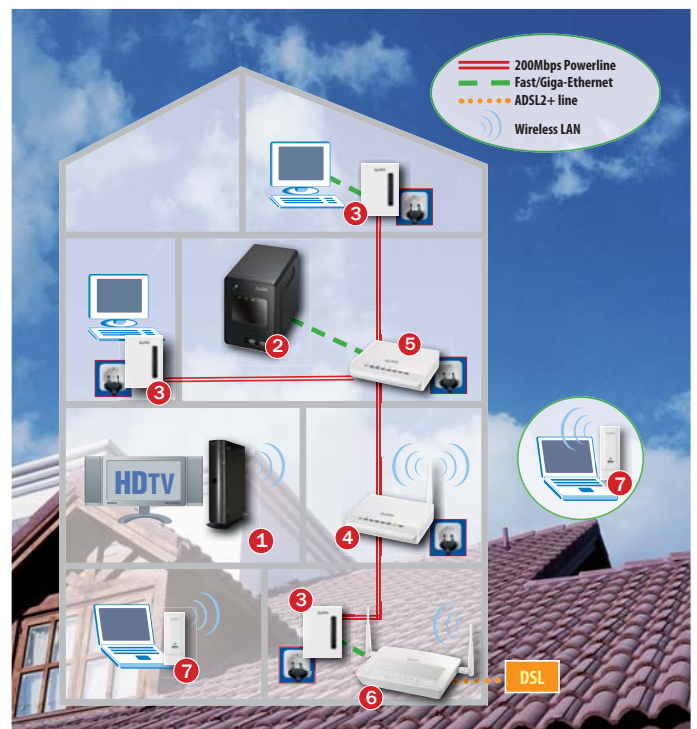 200Mbps Powerline
Fast/Giga-Ethernet
ADSL2+ line
Wireless LAN
3
2
5
3
HDTV
1
4
7
3
7
6
DSL